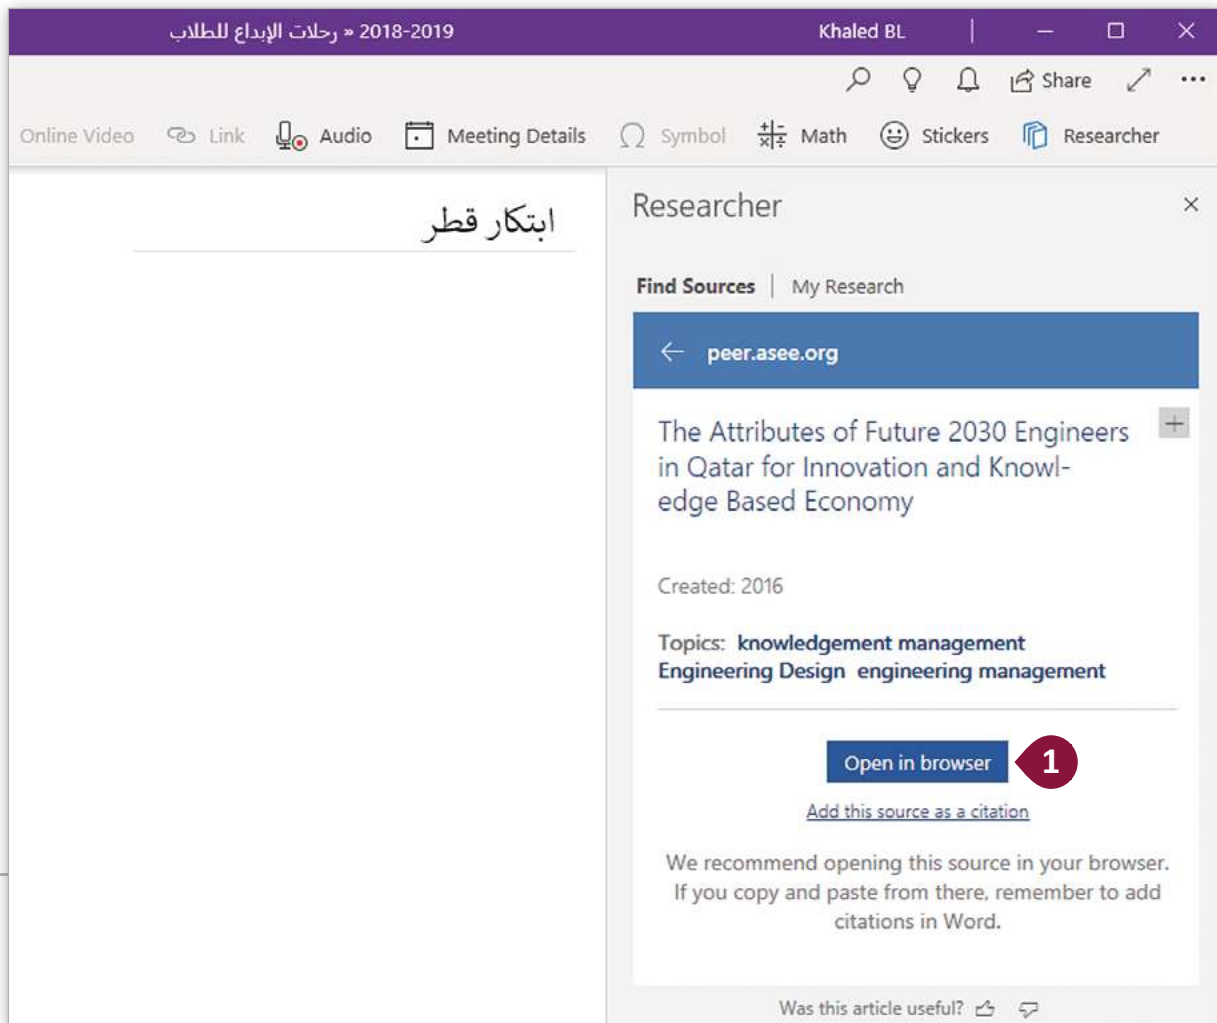 2018-2019 « رحلات الإبداع للطلاب
Khaled BL
Share
Online Video Link Audio Meeting Details Symbol Math Stickers Researcher
ابتكار قطر
Researcher
Find Sources | My Research
peer.asee.org
The Attributes of Future 2030 Engineers
in Qatar for Innovation and Knowl-
edge Based Economy
Created: 2016
Topics: knowledgement management
Engineering Design engineering management
Open in browser
1
Add this source as a citation
We recommend opening this source in your browser.
If you copy and paste from there, remember to add
citations in Word.
Was this article useful?